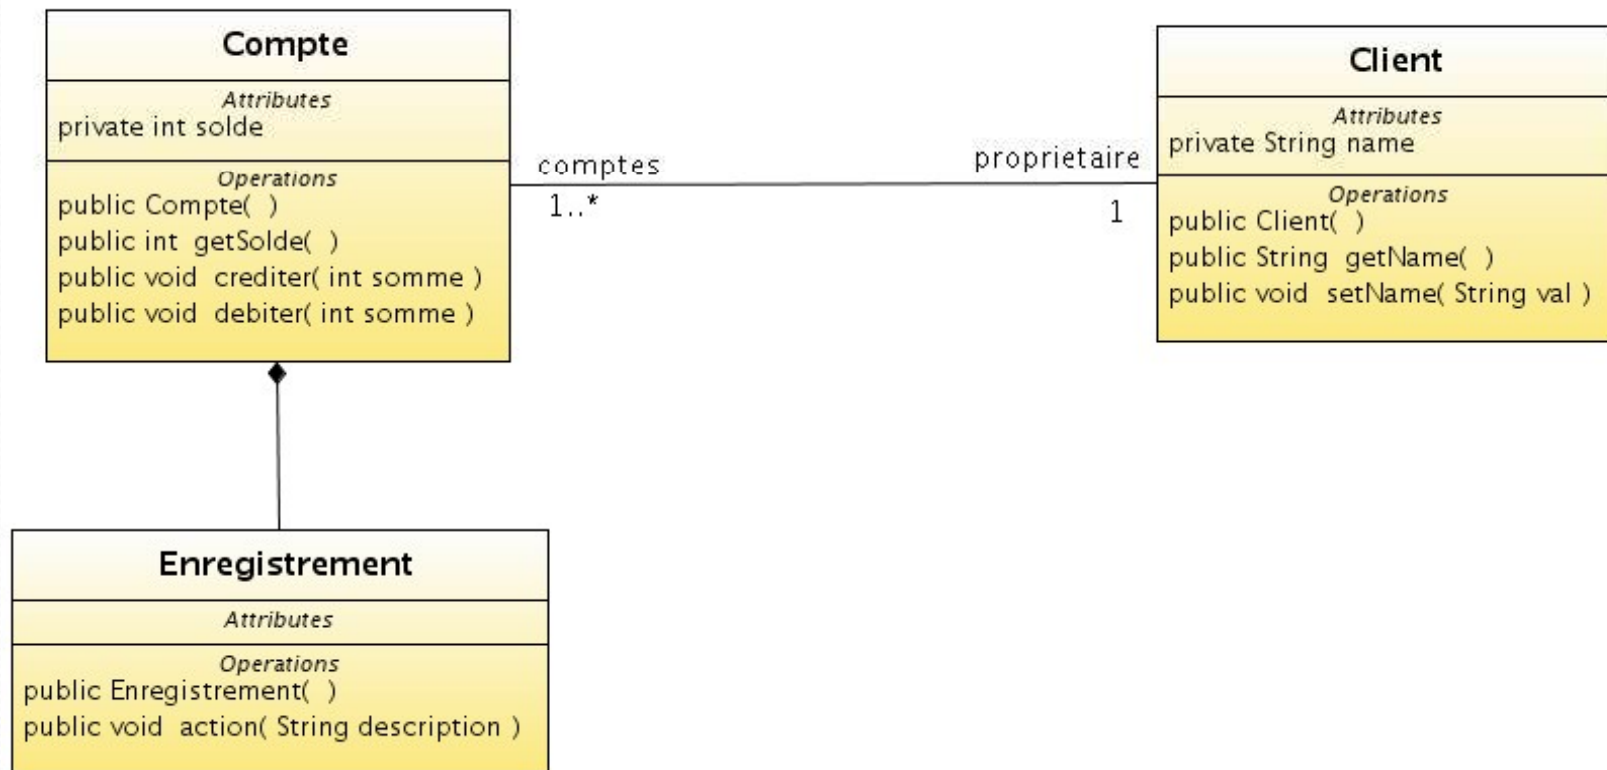 Compte
Attributes
private int solde
Operations
public Compte( )
public int getSolde( )
public void crediter( int somme )
public void debiter( int somme )
comptes
1..*
proprietaire
1
Client
Attributes
private String name
Operations
public Client( )
public String getName( )
public void setName( String val )
Enregistrement
Attributes
Operations
public Enregistrement( )
public void action( String description )